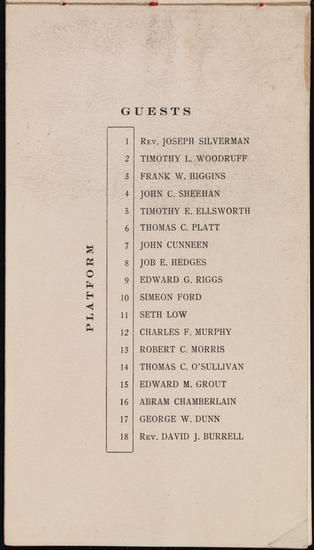 GUESTS
PLATFORM
1 Rev. JOSEPH SILVERMAN
2 TIMOTHY L. WOODRUFF
3 FRANK W. HIGGINS
4 JOHN C. SHEEHAN
5 TIMOTHY E. ELLSWORTH
6 THOMAS C. PLATT
7 JOHN CUNNEEN
8 JOB E. HEDGES
9 EDWARD G. RIGGS
10 SIMEON FORD
11 SETH LOW
12 CHARLES F. MURPHY
13 ROBERT C. MORRIS
14 THOMAS C. O'SULLIVAN
15 EDWARD M. GROUT
16 ABRAM CHAMBERLAIN
17 GEORGE W. DUNN
18 Rev. DAVID J. BURRELL